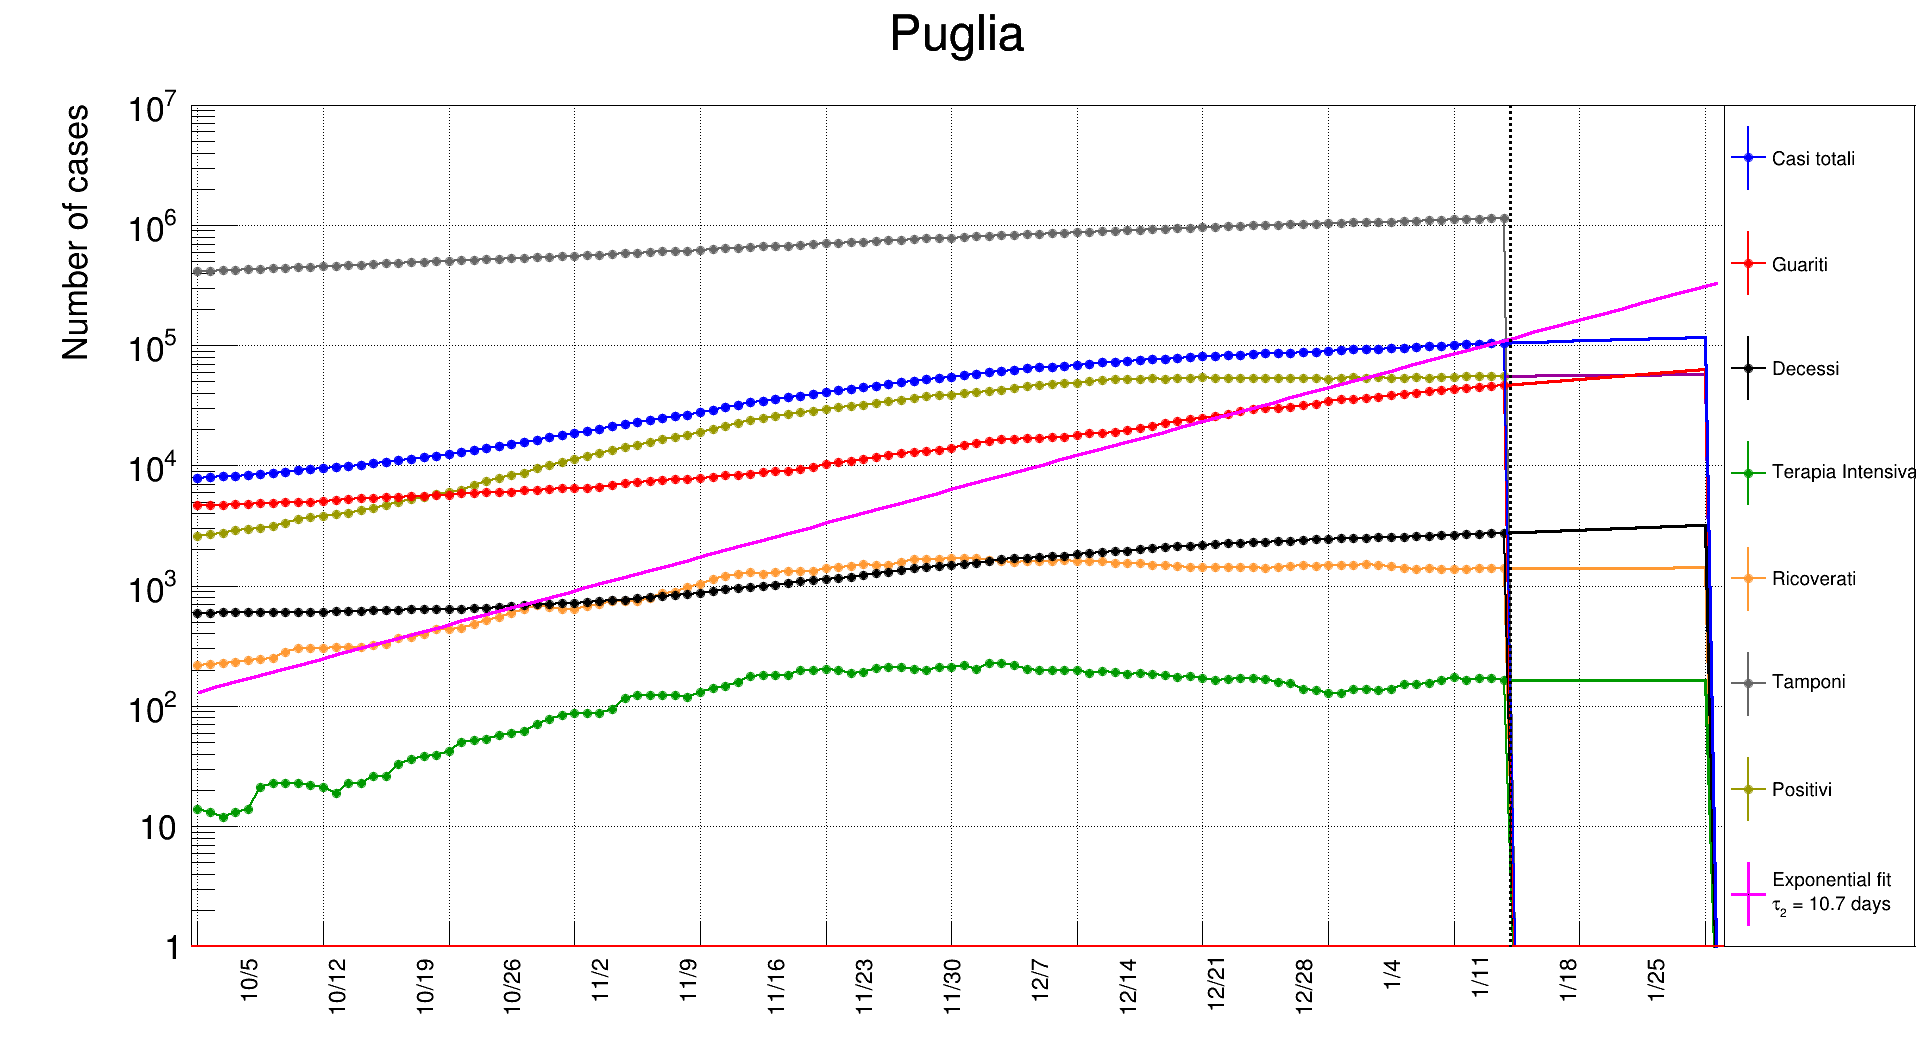 Puglia
Number of cases
10^7
10^6
10^5
10^4
10^3
10^2
10
1
10/5
10/12
10/19
10/26
11/2
11/9
11/16
11/23
11/30
12/7
12/14
12/21
12/28
1/4
1/11
1/18
1/25
Casi totali
Guariti
Decessi
Terapia Intensiva
Ricoverati
Tamponi
Positivi
Exponential fit
τ_2 = 10.7 days